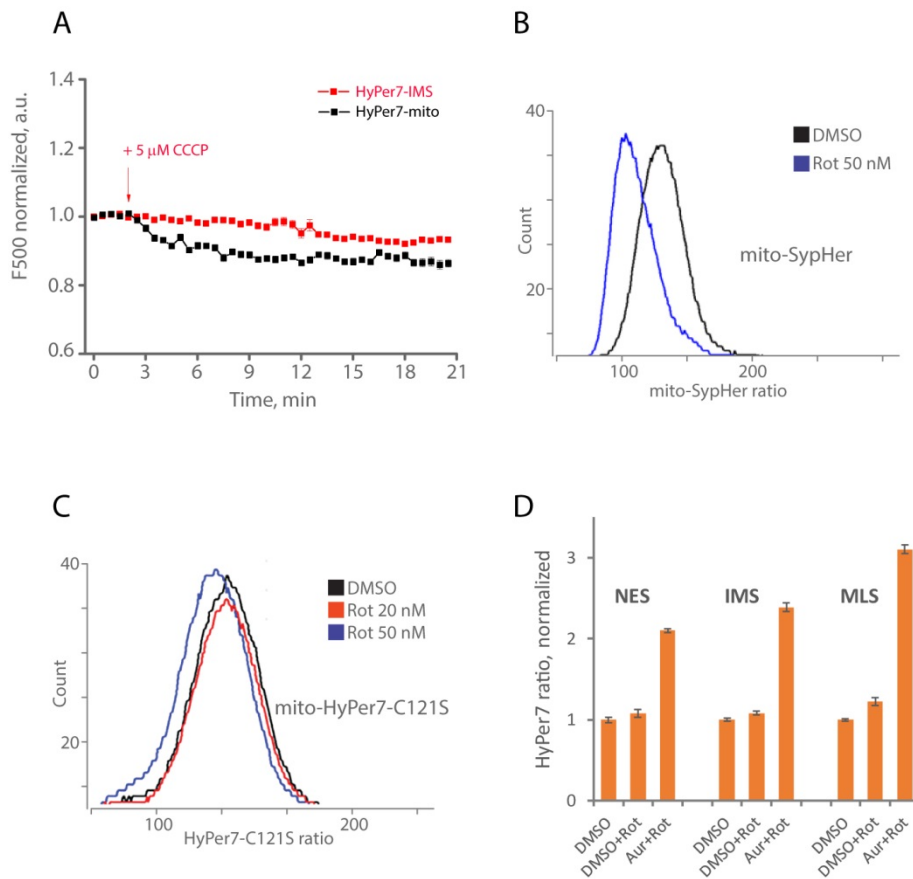 A
F500 normalized, a.u.
1.4
1.2
1.0
0.8
0.6
HyPer7-IMS
HyPer7-mito
+ 5 μM CCCP
0 3 6 9 12 15 18 21
Time, min
B
Count
40
20
DMSO
Rot 50 nM
mito-SypHer
100 200
mito-SypHer ratio
C
Count
40
20
DMSO
Rot 20 nM
Rot 50 nM
mito-HyPer7-C121S
100 200
HyPer7-C121S ratio
D
HyPer7 ratio, normalized
3
2
1
0
NES IMS MLS
DMSO DMSO+Rot Aur+Rot DMSO DMSO+Rot Aur+Rot DMSO DMSO+Rot Aur+Rot